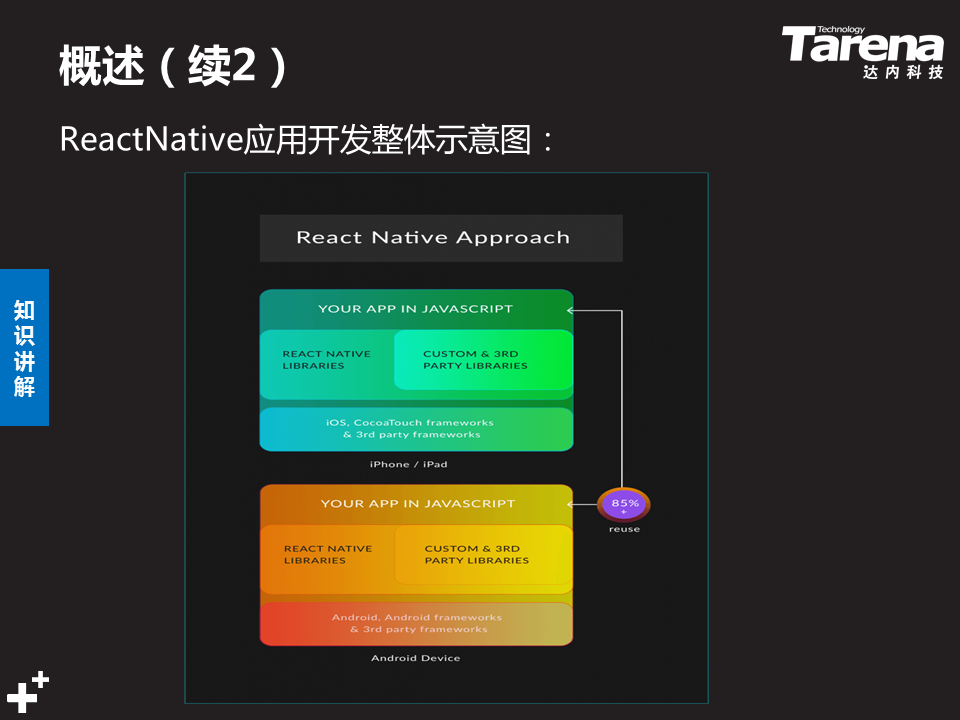 概述（续2）
Technology
Tarena
达内科技
ReactNative应用开发整体示意图：
知识讲解
React Native Approach
YOUR APP IN JAVASCRIPT
REACT NATIVE
LIBRARIES
CUSTOM & 3RD
PARTY LIBRARIES
iOS, CocoaTouch frameworks
& 3rd party frameworks
iPhone / iPad
YOUR APP IN JAVASCRIPT
85%
+
reuse
REACT NATIVE
LIBRARIES
CUSTOM & 3RD
PARTY LIBRARIES
Android, Android frameworks
& 3rd party frameworks
Android Device